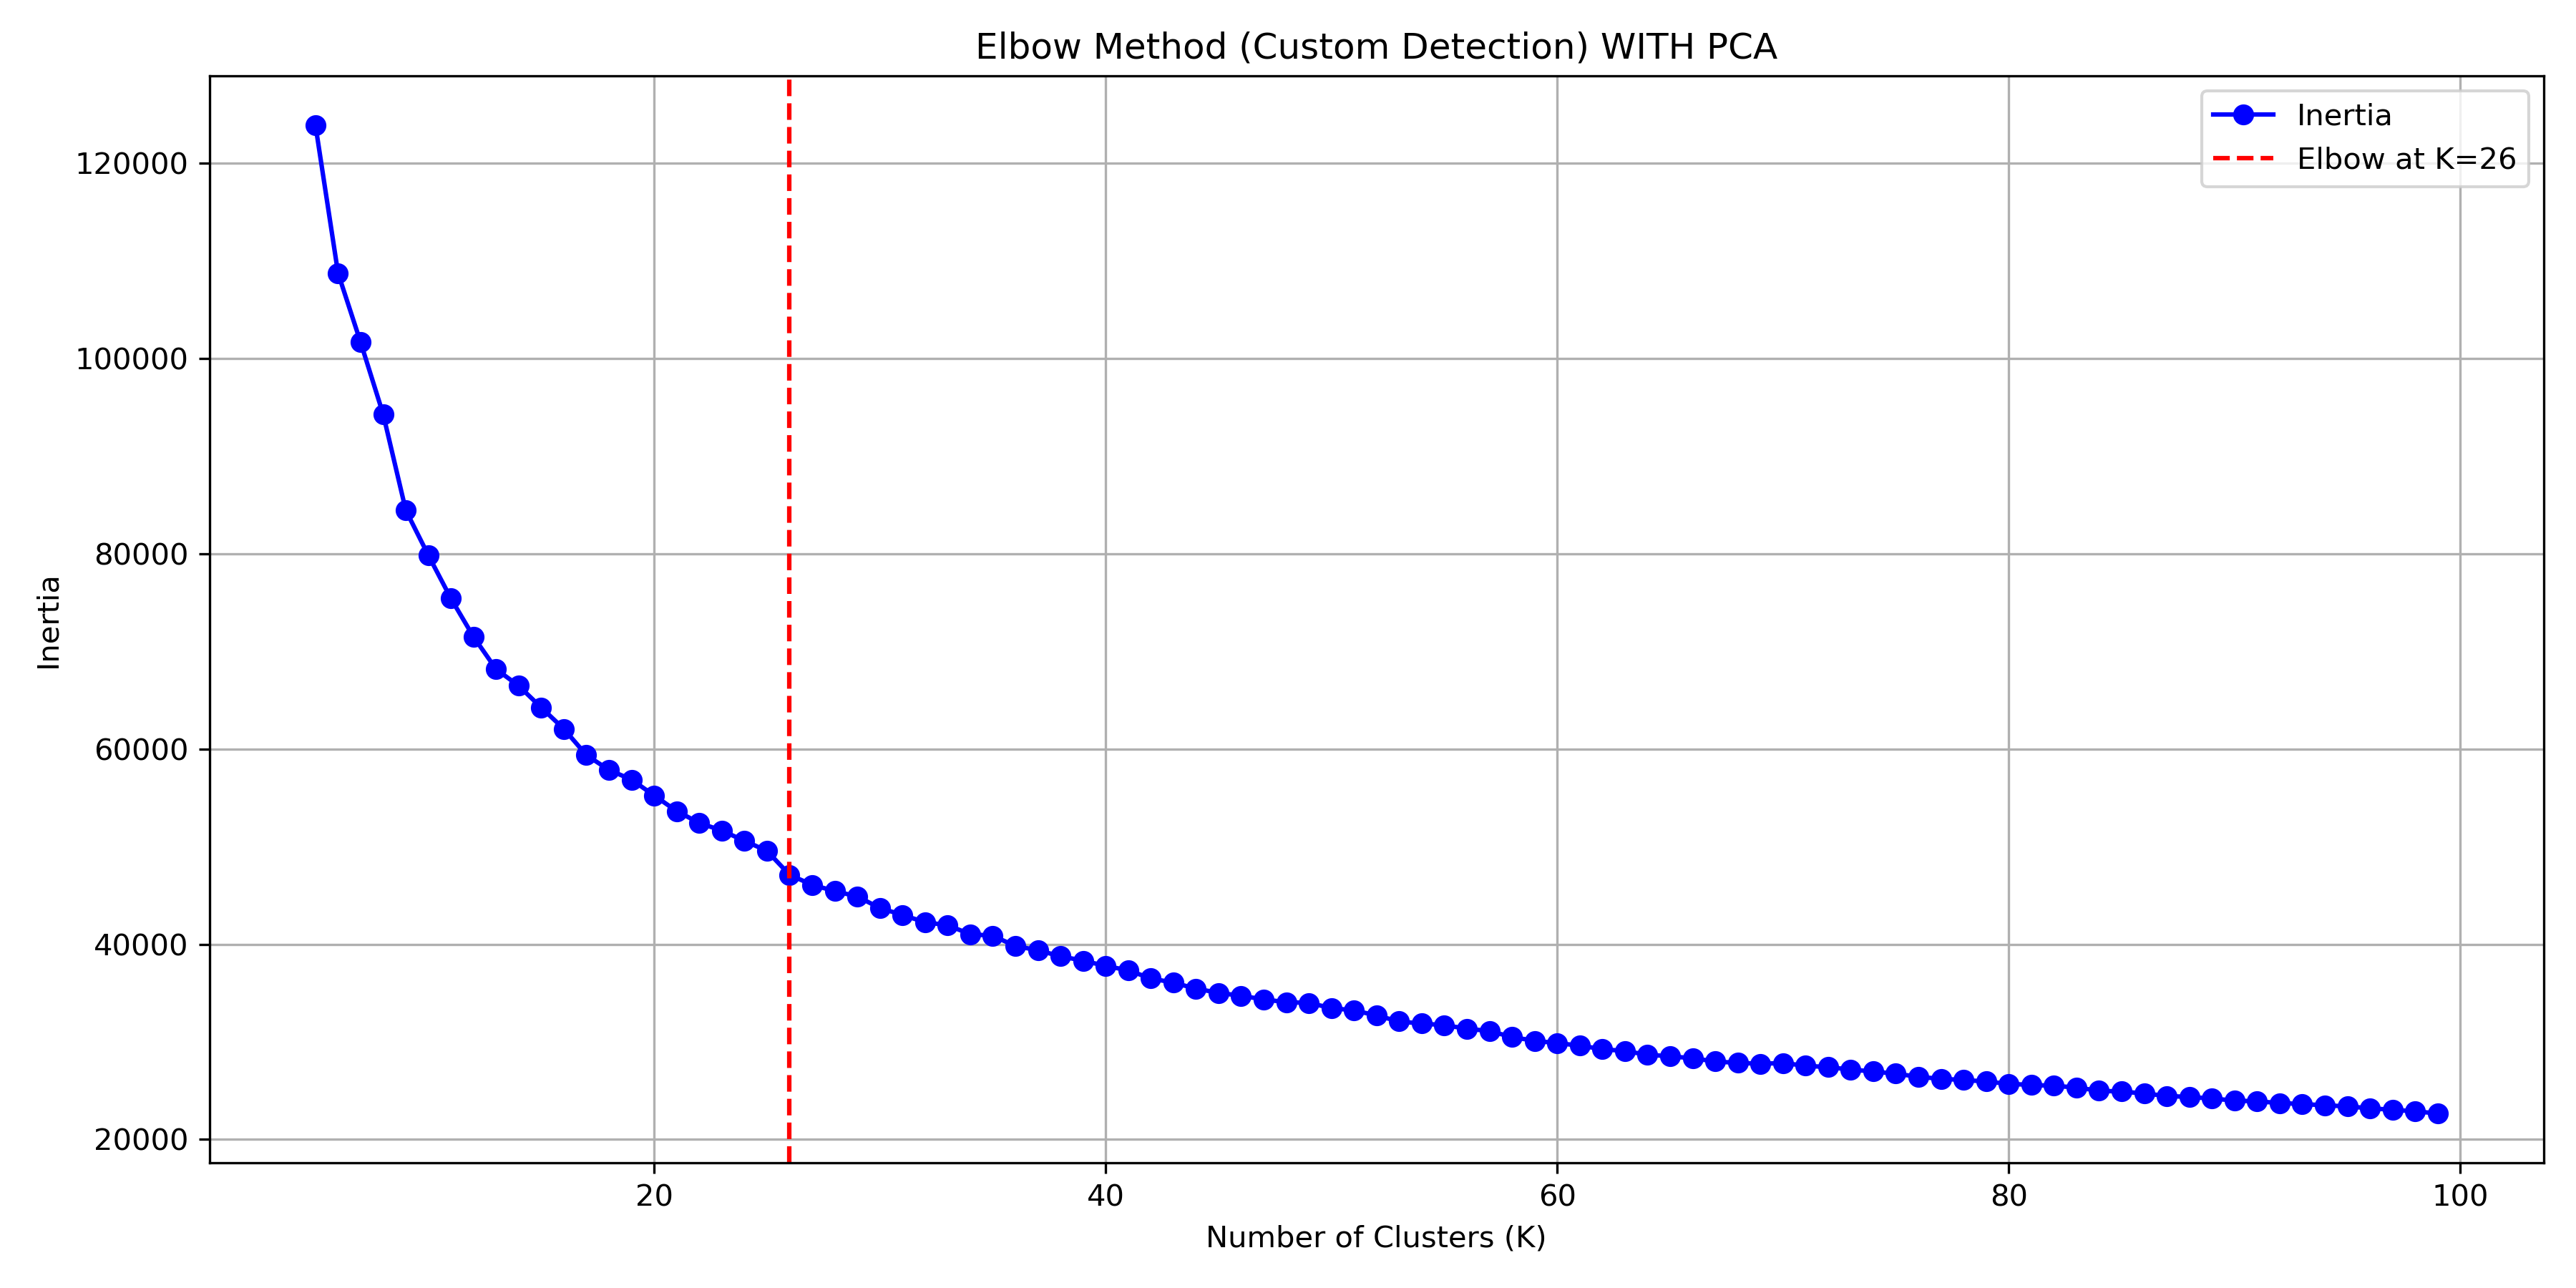 Elbow Method (Custom Detection) WITH PCA
Inertia
Elbow at K=26
120000
100000
80000
60000
40000
20000
Inertia
20 40 60 80 100
Number of Clusters (K)